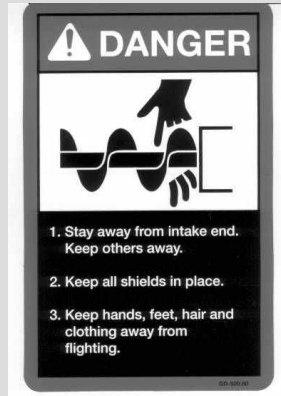 DANGER
1. Stay away from intake end.
Keep others away.
2. Keep all shields in place.
3. Keep hands, feet, hair and
clothing away from
flighting.